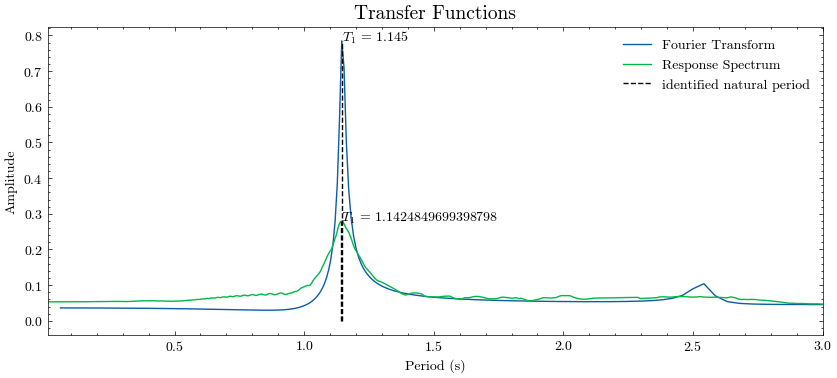 Transfer Functions
T₁ = 1.145
Fourier Transform
Response Spectrum
identified natural period
T₁ = 1.1424849699398798
Amplitude
0.8
0.7
0.6
0.5
0.4
0.3
0.2
0.1
0.0
0.5
1.0
1.5
2.0
2.5
3.0
Period (s)